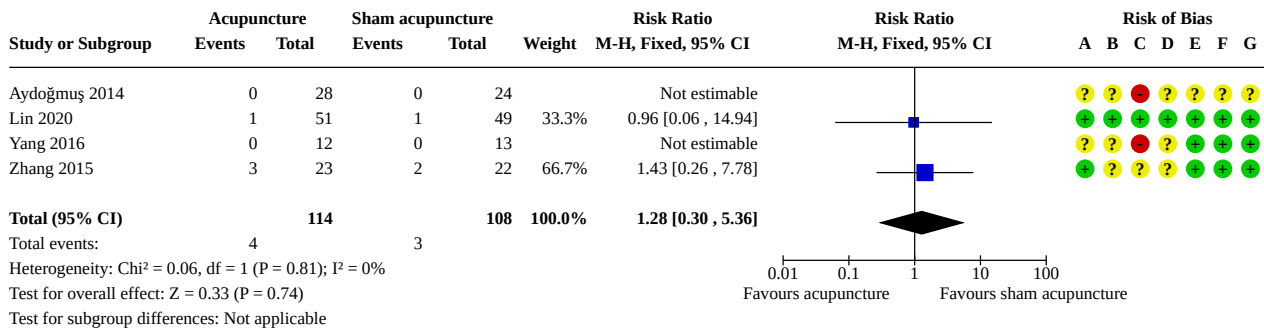 Acupuncture Sham acupuncture Risk Ratio Risk Ratio Risk of Bias
Study or Subgroup Events Total Events Total Weight M-H, Fixed, 95% CI M-H, Fixed, 95% CI A B C D E F G
Aydoğmuş 2014 0 28 0 24 Not estimable ? ? - ? ? ? ?
Lin 2020 1 51 1 49 33.3% 0.96 [0.06 , 14.94] + + + + + + +
Yang 2016 0 12 0 13 Not estimable ? ? - ? + + +
Zhang 2015 3 23 2 22 66.7% 1.43 [0.26 , 7.78] + ? ? ? + + +
Total (95% CI) 114 108 100.0% 1.28 [0.30 , 5.36]
Total events: 4 3
Heterogeneity: Chi² = 0.06, df = 1 (P = 0.81); I² = 0%
0.01 0.1 1 10 100
Test for overall effect: Z = 0.33 (P = 0.74) Favours acupuncture Favours sham acupuncture
Test for subgroup differences: Not applicable